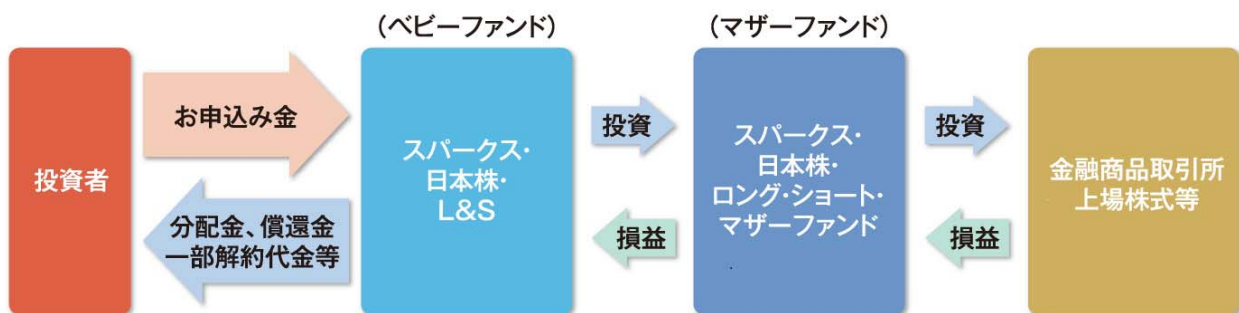 (ベビーファンド)
(マザーファンド)
投資者
お申込み金
分配金、償還金
一部解約代金等
スパークス・
日本株・
L&S
投資
損益
スパークス・
日本株・
ロング・ショート・
マザーファンド
投資
損益
金融商品取引所
上場株式等